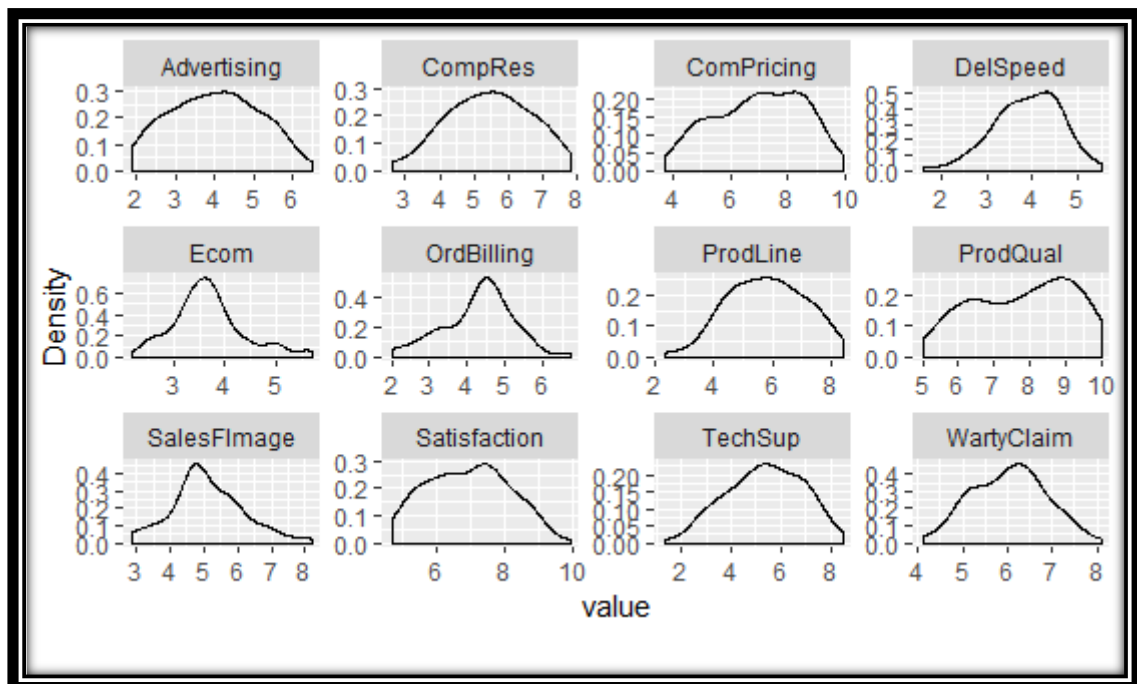 Advertising CompRes ComPricing DelSpeed
0.3 0.2 0.1 0.0
0.3 0.2 0.1 0.0
0.20 0.15 0.10 0.05 0.00
0.5 0.4 0.3 0.2 0.1 0.0
2 3 4 5 6
3 4 5 6 7 8
4 6 8 10
2 3 4 5
Density
Ecom OrdBilling ProdLine ProdQual
0.6 0.4 0.2 0.0
0.4 0.2 0.0
0.2 0.1 0.0
0.2 0.1 0.0
3 4 5
2 3 4 5 6
2 4 6 8
5 6 7 8 9 10
SalesFImage Satisfaction TechSup WartyClaim
0.4 0.3 0.2 0.1 0.0
0.3 0.2 0.1 0.0
0.20 0.15 0.10 0.05 0.00
0.4 0.3 0.2 0.1 0.0
3 4 5 6 7 8
6 8 10
2 4 6 8
4 5 6 7 8
value